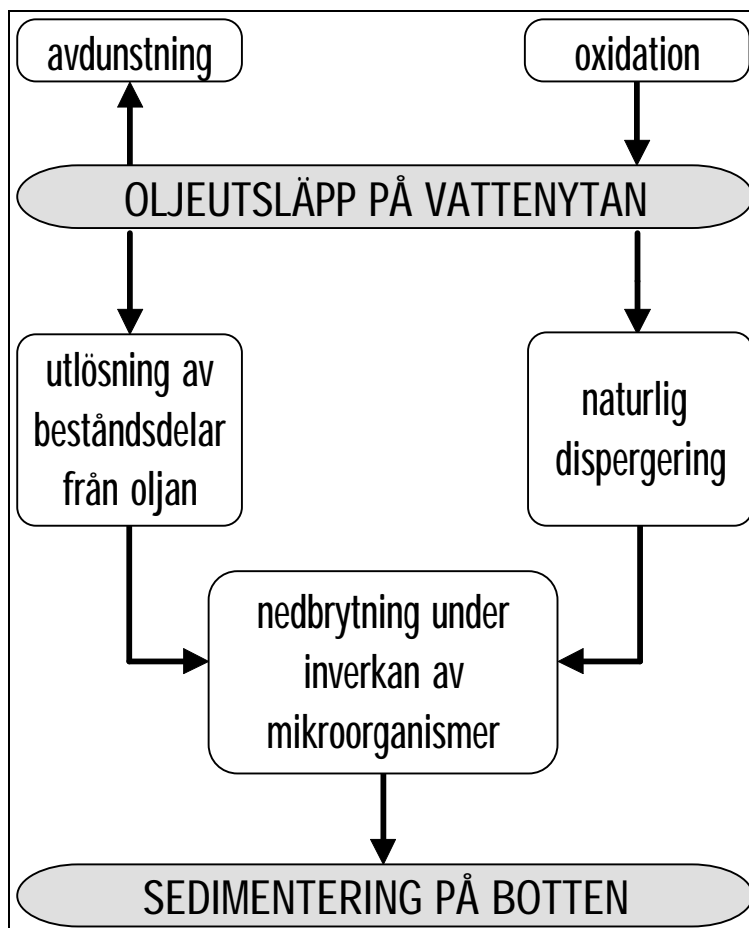 avdunstning
oxidation
OLJEUTSLÄPP PÅ VATTENYTAN
utlösning av
beståndsdelar
från oljan
naturlig
dispergering
nedbrytning under
inverkan av
mikroorganismer
SEDIMENTERING PÅ BOTTEN